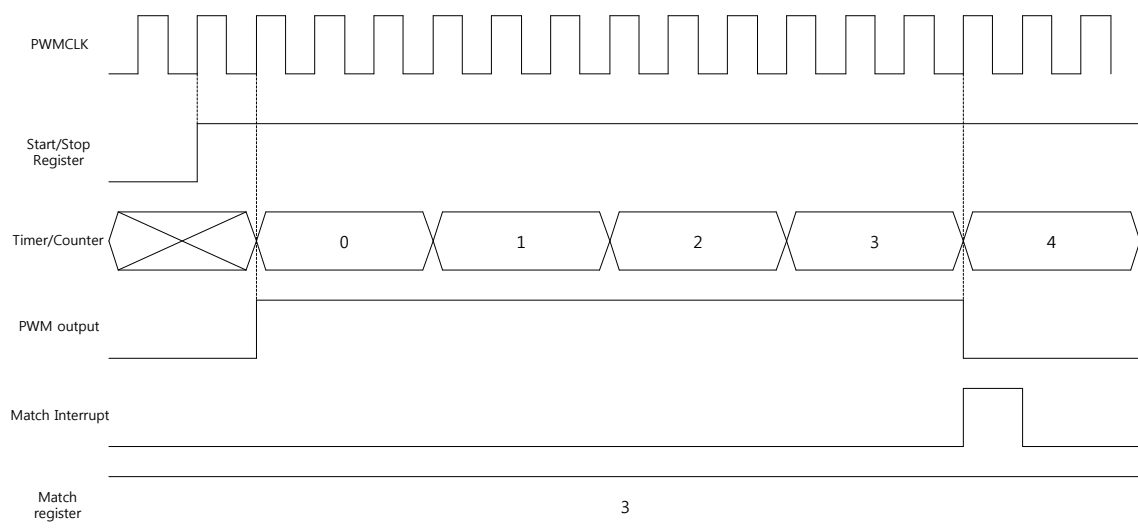 PWMCLK
Start/Stop
Register
Timer/Counter
0 1 2 3 4
PWM output
Match Interrupt
Match
register
3